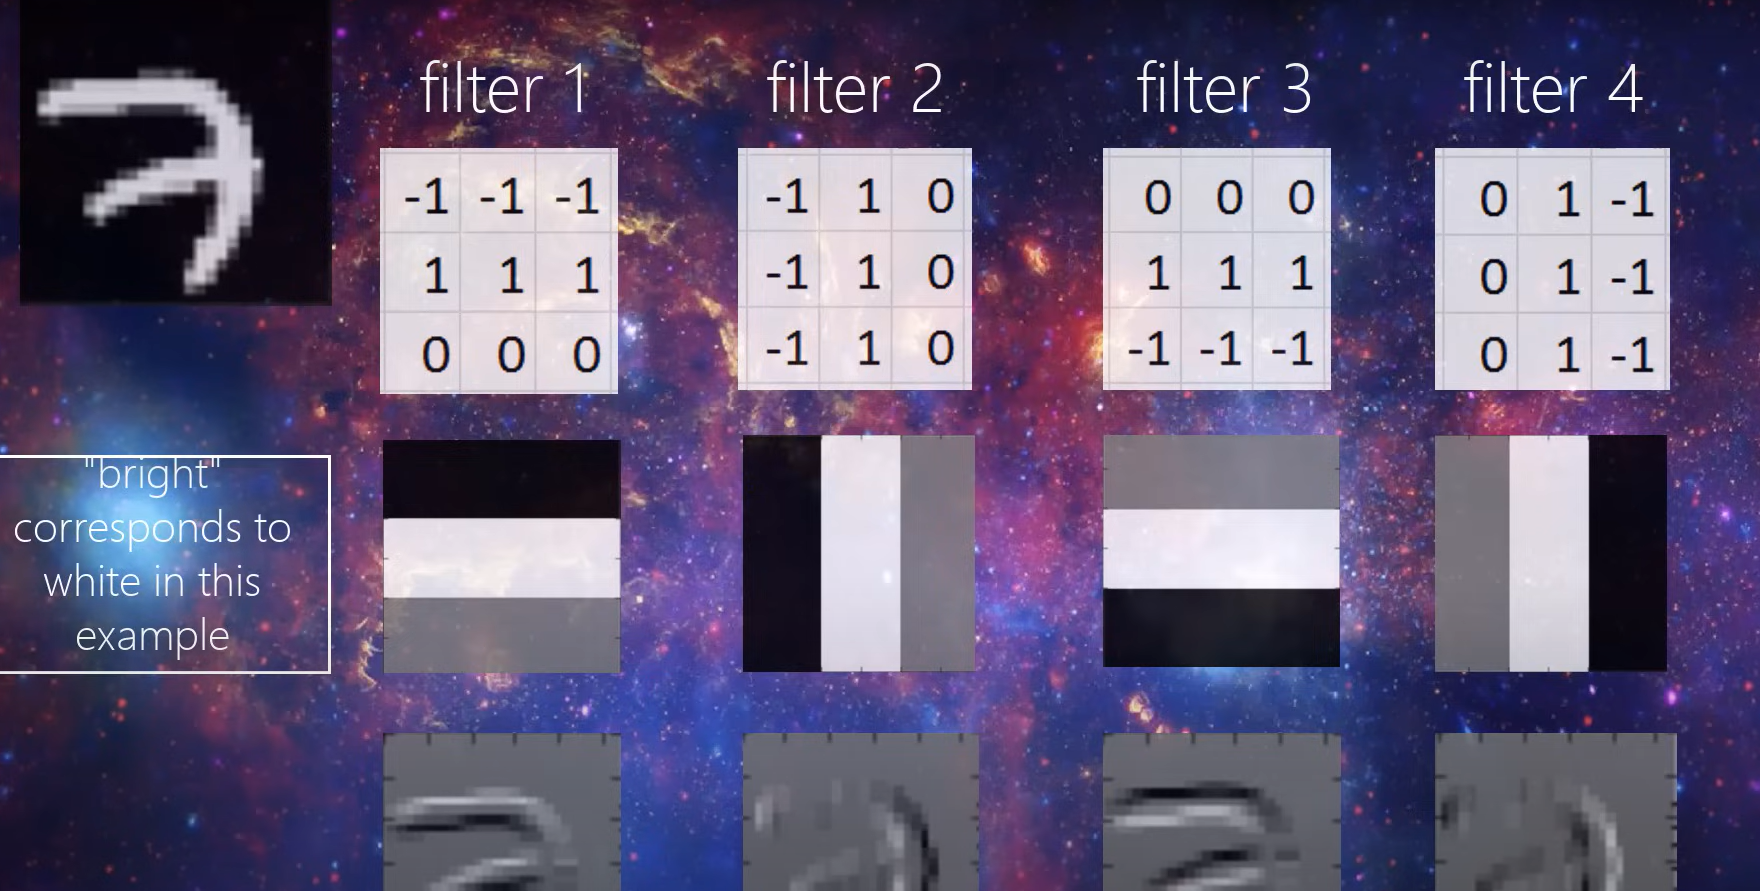 filter 1 filter 2 filter 3 filter 4
-1 -1 -1 -1 1 0 0 0 0 0 1 -1
1 1 1 -1 1 0 1 1 1 0 1 -1
0 0 0 -1 1 0 -1 -1 -1 0 1 -1
"bright"
corresponds to
white in this
example